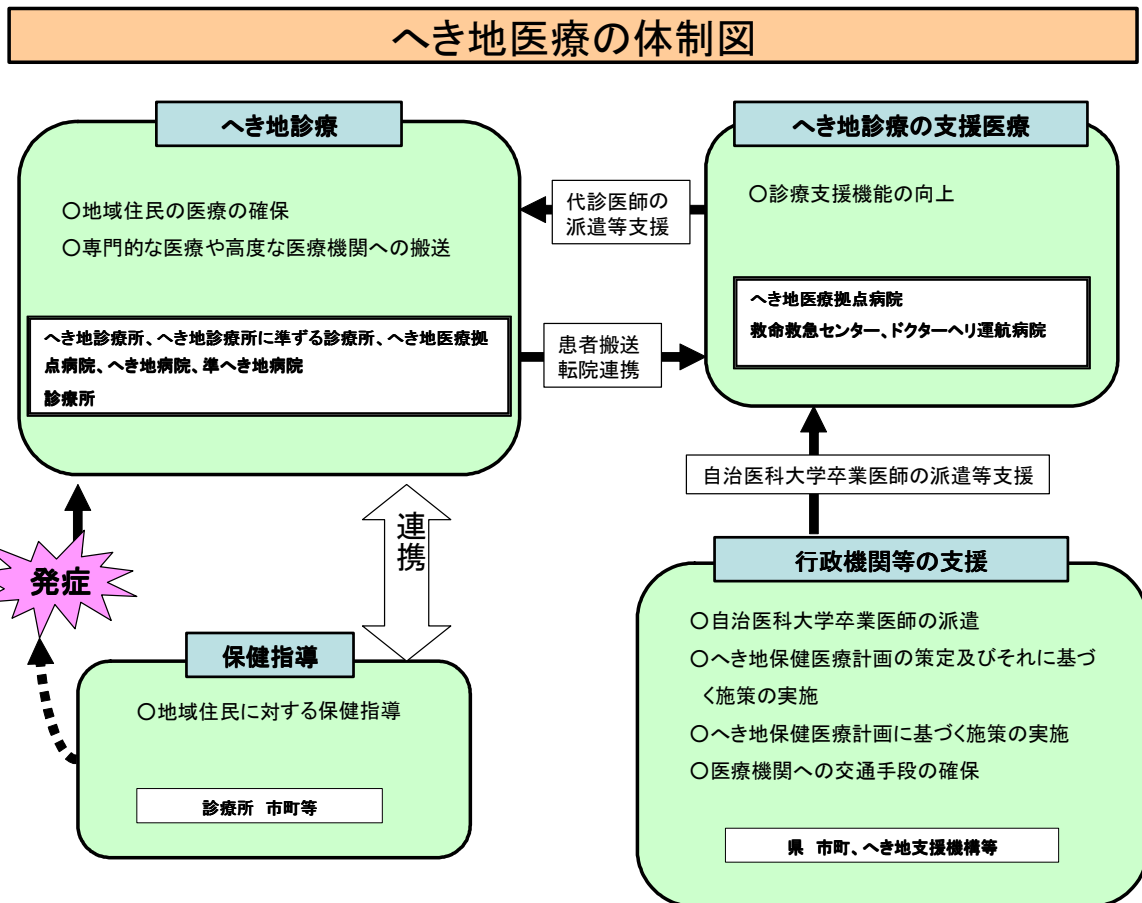 へき地医療の体制図
へき地診療
〇地域住民の医療の確保
〇専門的な医療や高度な医療機関への搬送
へき地診療所、へき地診療所に準ずる診療所、へき地医療拠
点病院、へき地病院、準へき地病院
診療所
代診医師の
派遣等支援
患者搬送
転院連携
へき地診療の支援医療
〇診療支援機能の向上
へき地医療拠点病院
救命救急センター、ドクターヘリ運航病院
自治医科大学卒業医師の派遣等支援
発症
連携
保健指導
〇地域住民に対する保健指導
診療所 市町等
行政機関等の支援
〇自治医科大学卒業医師の派遣
〇へき地保健医療計画の策定及びそれに基づ
く施策の実施
〇へき地保健医療計画に基づく施策の実施
〇医療機関への交通手段の確保
県 市町、へき地支援機構等